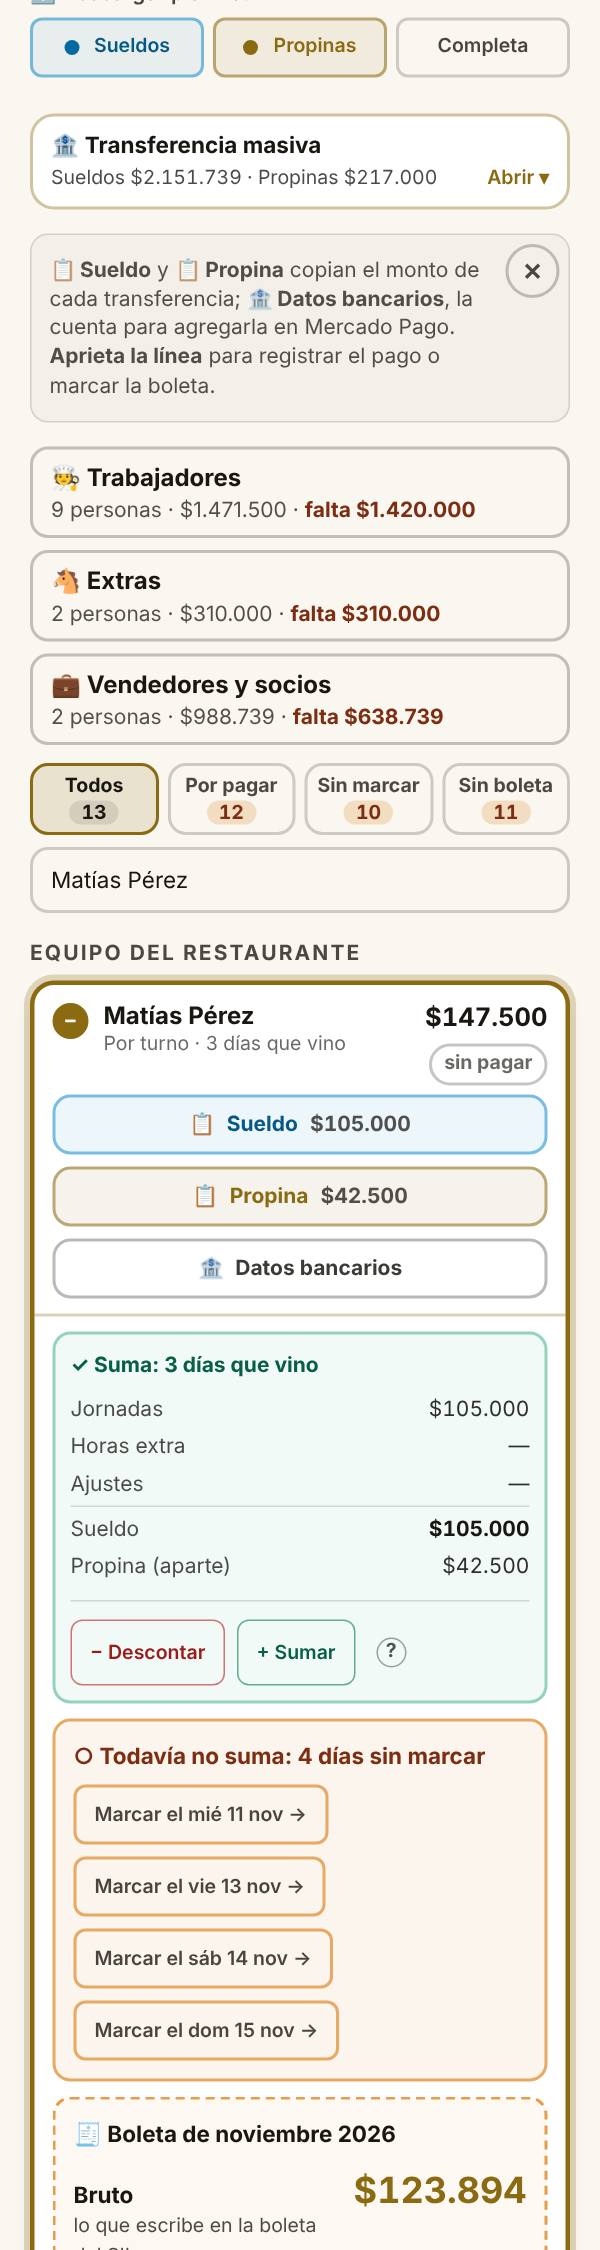 Sueldos
Propinas
Completa
Transferencia masiva
Sueldos $2.151.739 · Propinas $217.000
Abrir ▾
Sueldo y Propina copian el monto de
cada transferencia; Datos bancarios, la
cuenta para agregarla en Mercado Pago.
Aprieta la línea para registrar el pago o
marcar la boleta.
✕
Trabajadores
9 personas · $1.471.500 · falta $1.420.000
Extras
2 personas · $310.000 · falta $310.000
Vendedores y socios
2 personas · $988.739 · falta $638.739
Todos
13
Por pagar
12
Sin marcar
10
Sin boleta
11
Matías Pérez
EQUIPO DEL RESTAURANTE
−
Matías Pérez
$147.500
Por turno · 3 días que vino
sin pagar
Sueldo $105.000
Propina $42.500
Datos bancarios
✓ Suma: 3 días que vino
Jornadas $105.000
Horas extra —
Ajustes —
Sueldo $105.000
Propina (aparte) $42.500
− Descontar
+ Sumar
?
Todavía no suma: 4 días sin marcar
Marcar el mié 11 nov →
Marcar el vie 13 nov →
Marcar el sáb 14 nov →
Marcar el dom 15 nov →
Boleta de noviembre 2026
Bruto $123.894
lo que escribe en la boleta